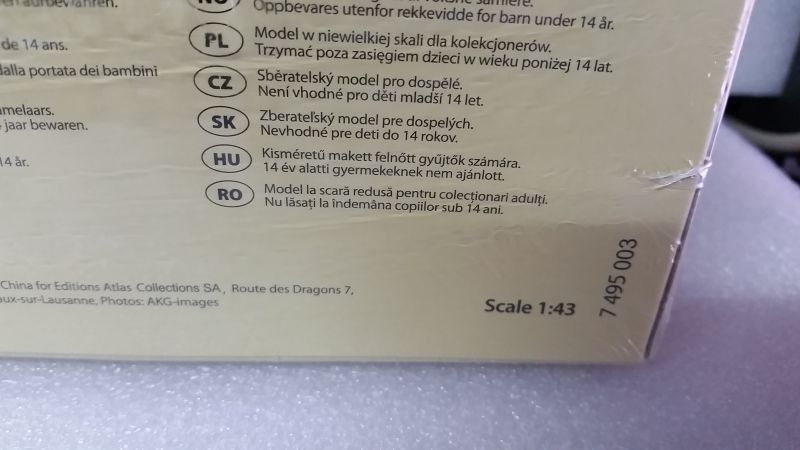 de 14 ans.
dalla portata dei bambini
jaar bewaren.
14 år.
NO
Oppbevares utenfor rekkevidde for barn under 14 år.
PL
Model w niewielkiej skali dla kolekcjonerów.
Trzymać poza zasięgiem dzieci w wieku poniżej 14 lat.
CZ
Sběratelský model pro dospělé.
Není vhodné pro děti mladší 14 let.
SK
Zberateľský model pre dospelých.
Nevhodné pre deti do 14 rokov.
HU
Kisméretű makett felnőtt gyűjtők számára.
14 év alatti gyermekeknek nem ajánlott.
RO
Model la scară redusă pentru colecționari adulți.
Nu lăsați la îndemâna copiilor sub 14 ani.
China for Editions Atlas Collections SA, Route des Dragons 7,
aux-sur-Lausanne, Photos: AKG-images
Scale 1:43
7 495 003